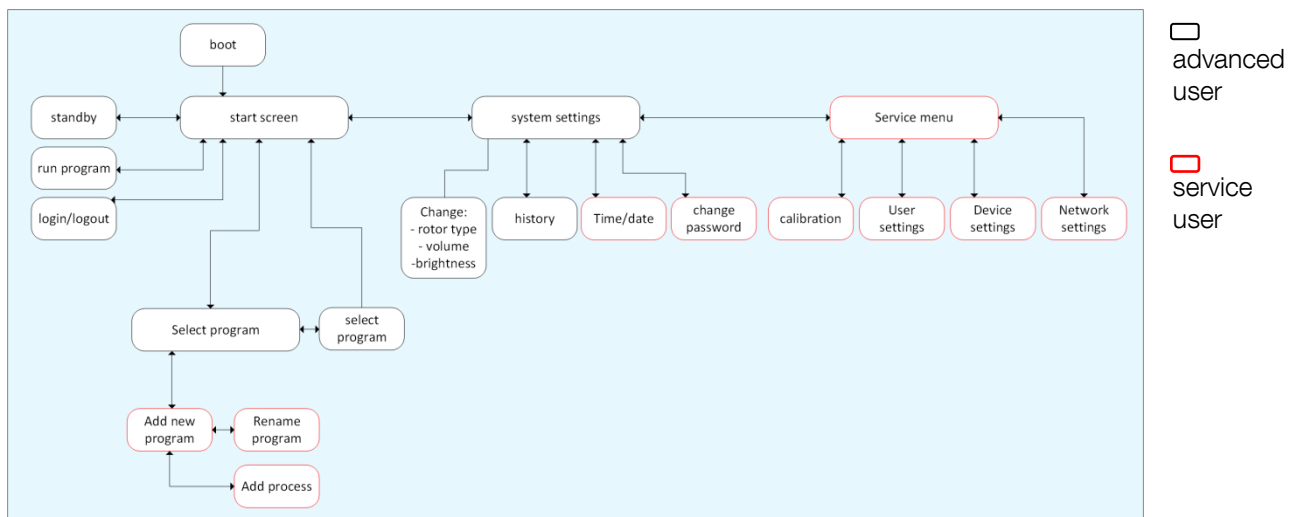 boot
advanced
user
standby
start screen
system settings
Service menu
run program
service
user
login/logout
Change:
- rotor type
- volume
-brightness
history
Time/date
change
password
calibration
User
settings
Device
settings
Network
settings
Select program
select
program
Add new
program
Rename
program
Add process